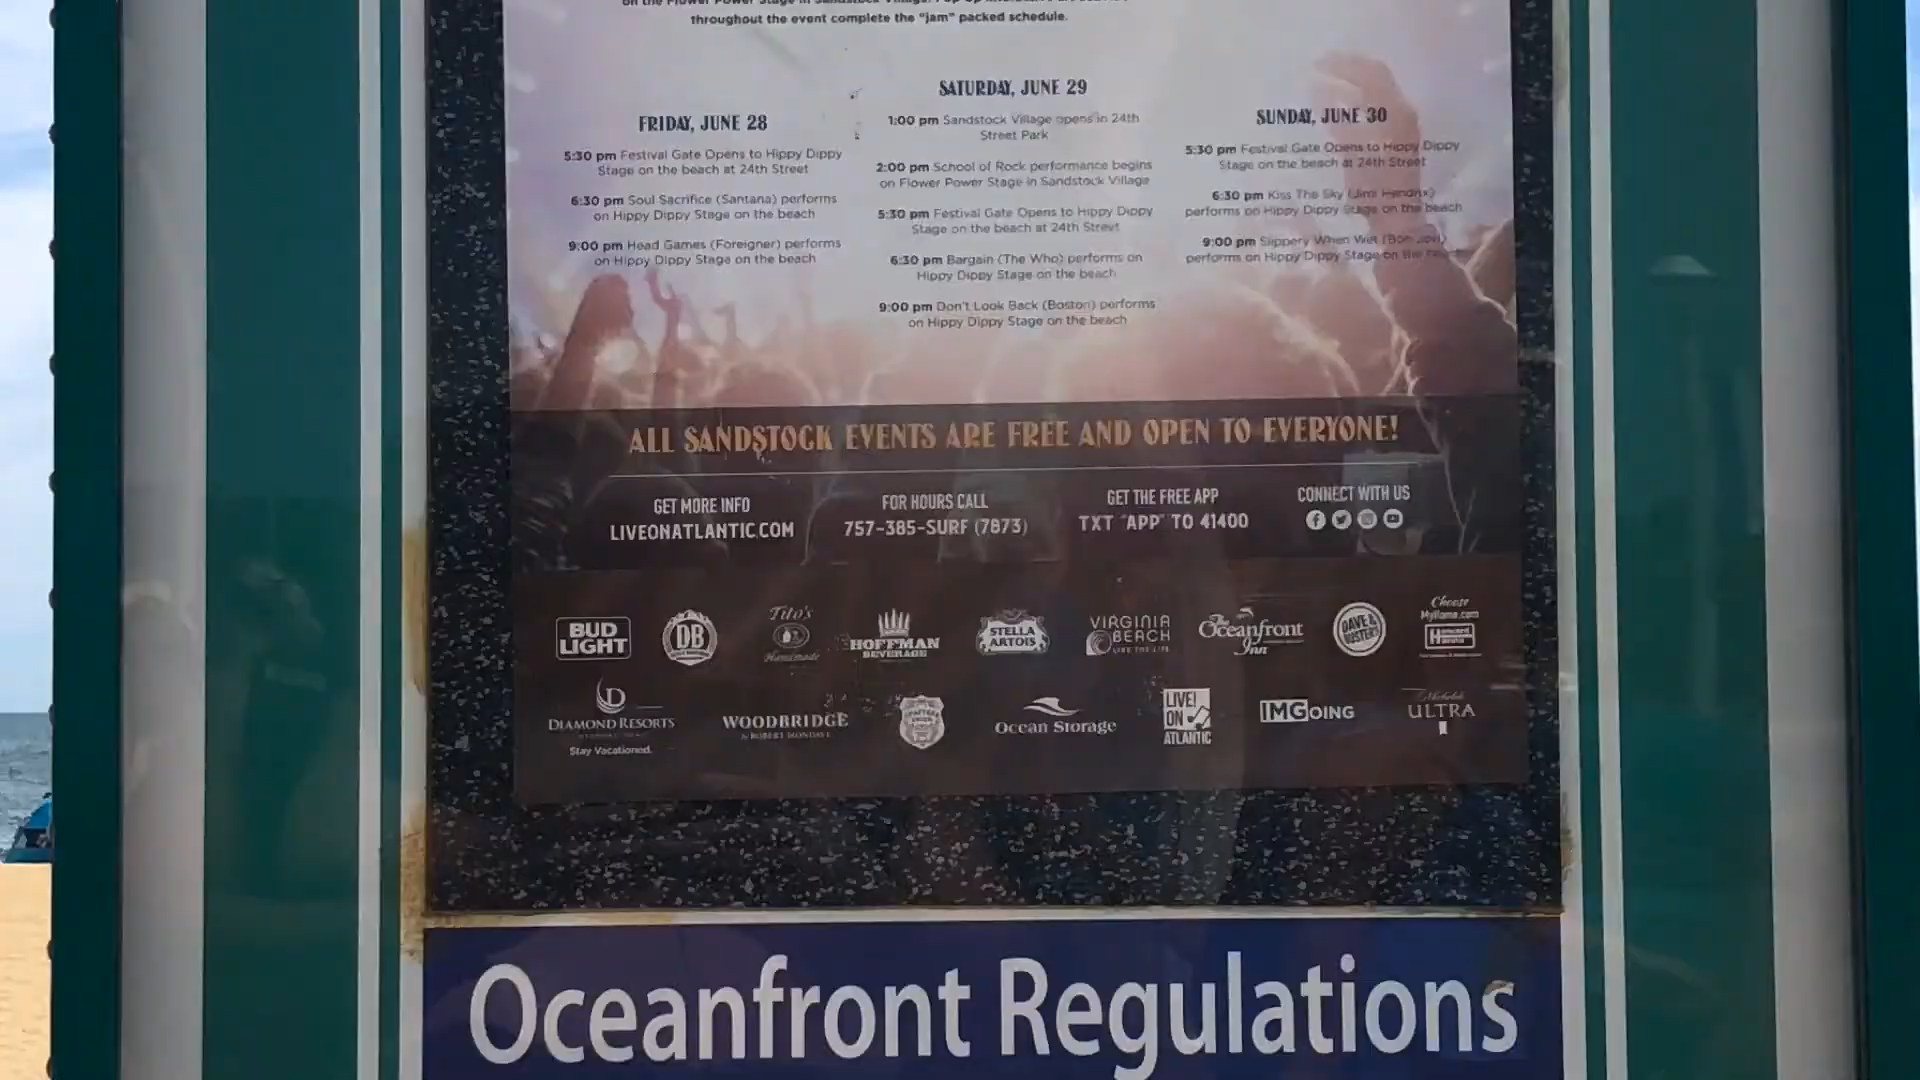 throughout the event complete the "jam" packed schedule.
FRIDAY, JUNE 28
5:30 pm Festival Gate Opens to Hippy Dippy
Stage on the beach at 24th Street
6:30 pm Soul Sacrifice (Santana) performs
on Hippy Dippy Stage on the beach
9:00 pm Head Games (Foreigner) performs
on Hippy Dippy Stage on the beach
SATURDAY, JUNE 29
1:00 pm Sandstock Village opens in 24th
Street Park
2:00 pm School of Rock performance begins
on Flower Power Stage in Sandstock Village
5:30 pm Festival Gate Opens to Hippy Dippy
Stage on the beach at 24th Street
6:30 pm Bargain (The Who) performs on
Hippy Dippy Stage on the beach
9:00 pm Don't Look Back (Boston) performs
on Hippy Dippy Stage on the beach
SUNDAY, JUNE 30
5:30 pm Festival Gate Opens to Hippy Dippy
Stage on the beach at 24th Street
6:30 pm Kiss The Sky (Jimi Hendrix)
performs on Hippy Dippy Stage on the beach
9:00 pm Slippery When Wet (Bon Jovi)
performs on Hippy Dippy Stage on the beach
ALL SANDSTOCK EVENTS ARE FREE AND OPEN TO EVERYONE!
GET MORE INFO
LIVEONATLANTIC.COM
FOR HOURS CALL
757-385-SURF (7873)
GET THE FREE APP
TXT "APP" TO 41400
CONNECT WITH US
BUD
LIGHT
DB
Tito's
Handmade
HOFFMAN
BEVERAGE
STELLA
ARTOIS
VIRGINIA
BEACH
LIVE THE LIFE
The
Oceanfront
Inn
DAVE &
BUSTER'S
Choose
MyHome.com
DIAMOND RESORTS
Stay Vacationed.
WOODBRIDGE
BY ROBERT MONDAVI
Ocean Storage
LIVE!
ON
ATLANTIC
IMGOING
Michelob
ULTRA
Oceanfront Regulations